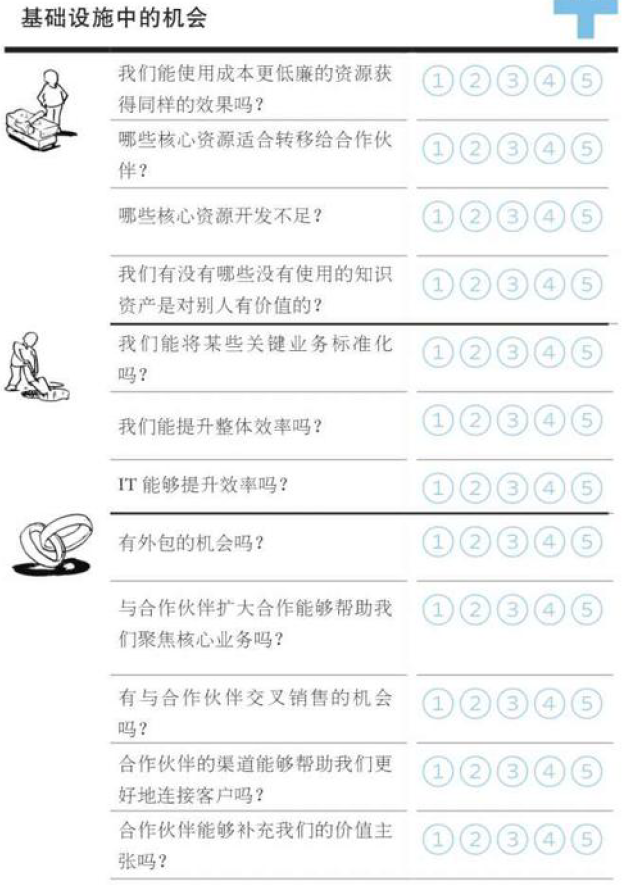 基础设施中的机会
我们能使用成本更低廉的资源获
得同样的效果吗?
1 2 3 4 5
哪些核心资源适合转移给合作伙
伴?
1 2 3 4 5
哪些核心资源开发不足?
1 2 3 4 5
我们有没有哪些没有使用的知识
资产是对别人有价值的?
1 2 3 4 5
我们能将某些关键业务标准化
吗?
1 2 3 4 5
我们能提升整体效率吗?
1 2 3 4 5
IT 能够提升效率吗?
1 2 3 4 5
有外包的机会吗?
1 2 3 4 5
与合作伙伴扩大合作能够帮助我
们聚焦核心业务吗?
1 2 3 4 5
有与合作伙伴交叉销售的机会
吗?
1 2 3 4 5
合作伙伴的渠道能够帮助我们更
好地连接客户吗?
1 2 3 4 5
合作伙伴能够补充我们的价值主
张吗?
1 2 3 4 5